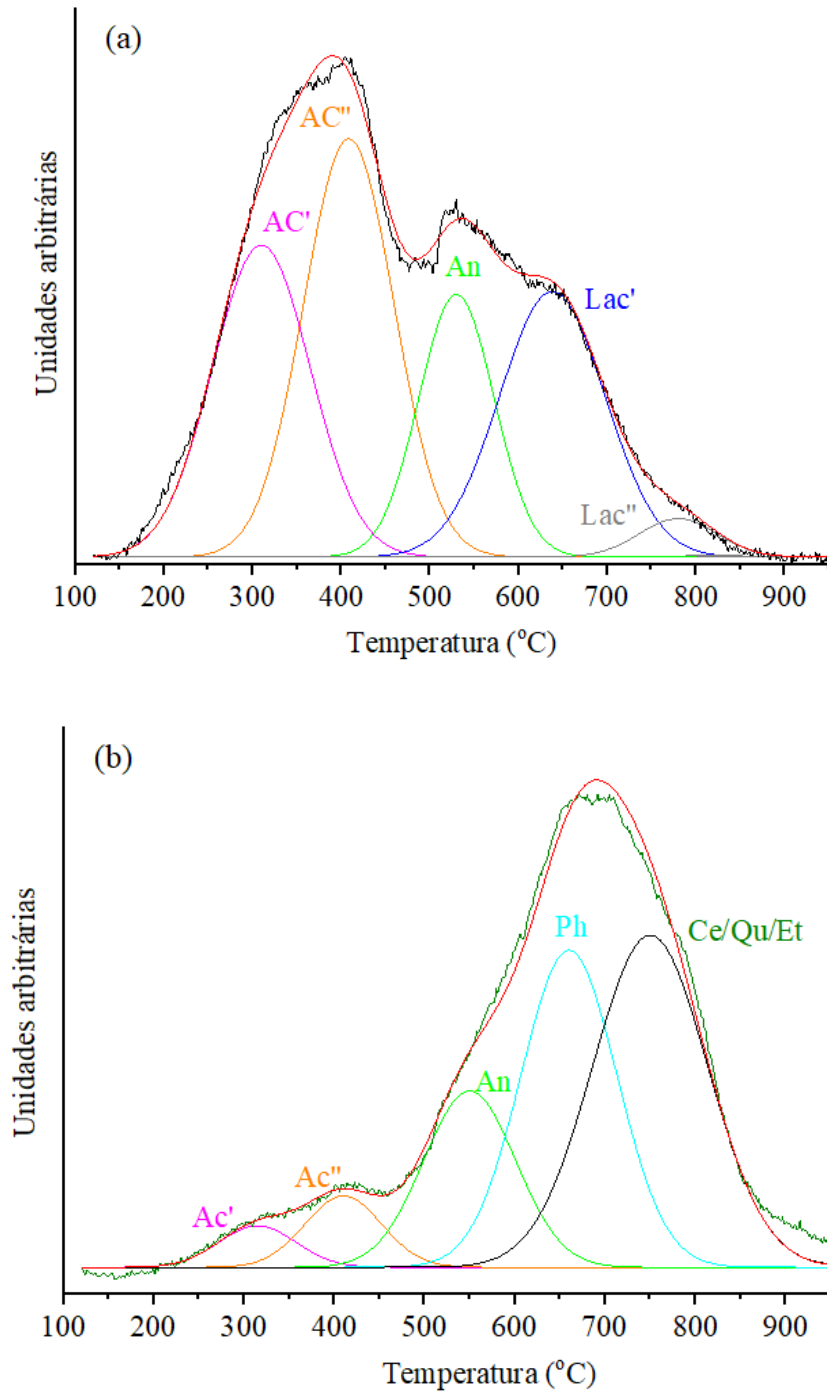 (a)
AC''
AC'
An
Lac'
Lac''
Unidades arbitrárias
100 200 300 400 500 600 700 800 900
Temperatura (°C)
(b)
Ph
Ce/Qu/Et
An
Ac''
Ac'
Unidades arbitrárias
100 200 300 400 500 600 700 800 900
Temperatura (°C)